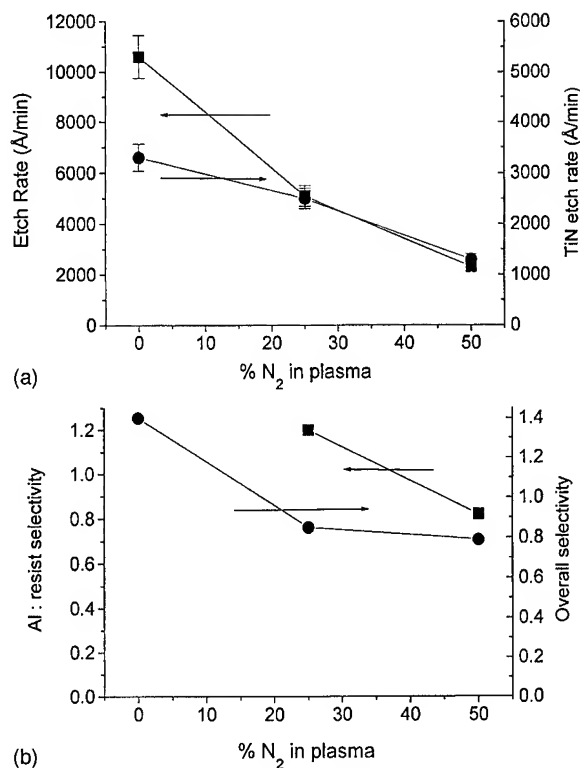 12000
10000
8000
6000
4000
2000
0
Etch Rate (Å/min)
6000
5000
4000
3000
2000
1000
0
TiN etch rate (Å/min)
0 10 20 30 40 50
% N2 in plasma
(a)
1.2
1.0
0.8
0.6
0.4
0.2
0.0
Al : resist selectivity
1.4
1.2
1.0
0.8
0.6
0.4
0.2
0.0
Overall selectivity
0 10 20 30 40 50
% N2 in plasma
(b)